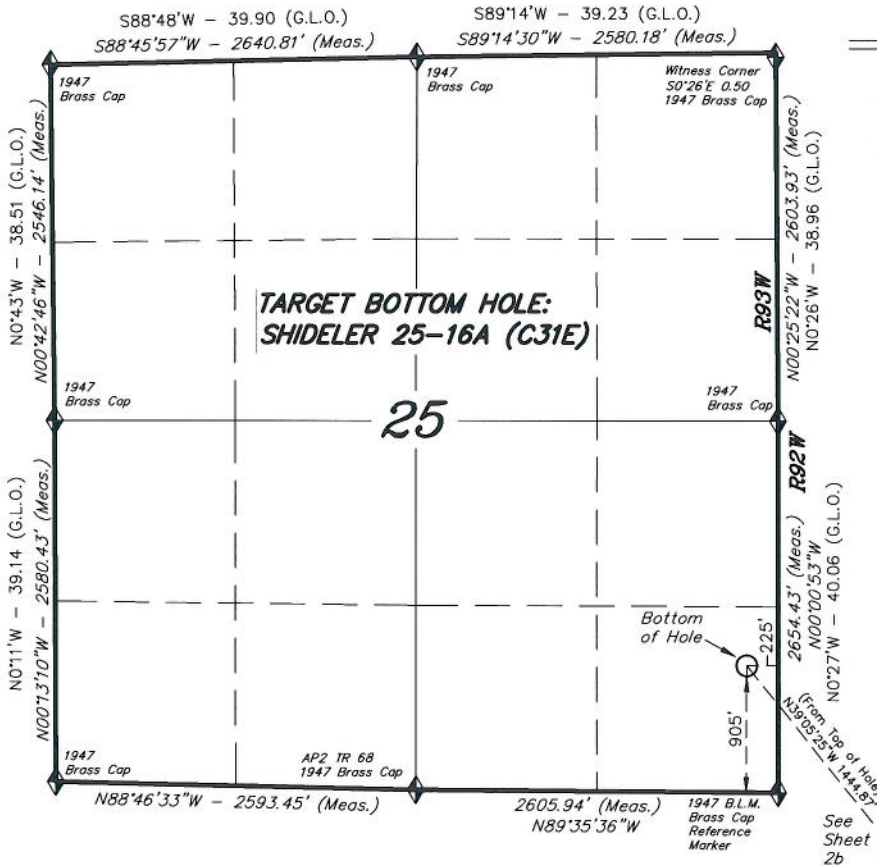 S88°48'W – 39.90 (G.L.O.)
S88°45'57"W – 2640.81' (Meas.)
S89°14'W – 39.23 (G.L.O.)
S89°14'30"W – 2580.18' (Meas.)
1947
Brass Cap
1947
Brass Cap
Witness Corner
S0°26'E 0.50
1947 Brass Cap
N0°43'W – 38.51 (G.L.O.)
N00°42'46"W – 2546.14' (Meas.)
N00°25'22"W – 2603.93' (Meas.)
N0°26'W – 38.96 (G.L.O.)
R93W
TARGET BOTTOM HOLE:
SHIDELER 25–16A (C31E)
1947
Brass Cap
1947
Brass Cap
25
R92W
N0°11'W – 39.14 (G.L.O.)
N00°13'10"W – 2580.43' (Meas.)
2654.43' (Meas.)
N00°00'53"W
N0°27'W – 40.06 (G.L.O.)
Bottom
of Hole
225'
905'
(From Top of Hole)
N39°05'25"W 1444.87'
See
Sheet
2b
1947
Brass Cap
AP2 TR 68
1947 Brass Cap
N88°46'33"W – 2593.45' (Meas.)
2605.94' (Meas.)
N89°35'36"W
1947 B.L.M.
Brass Cap
Reference
Marker